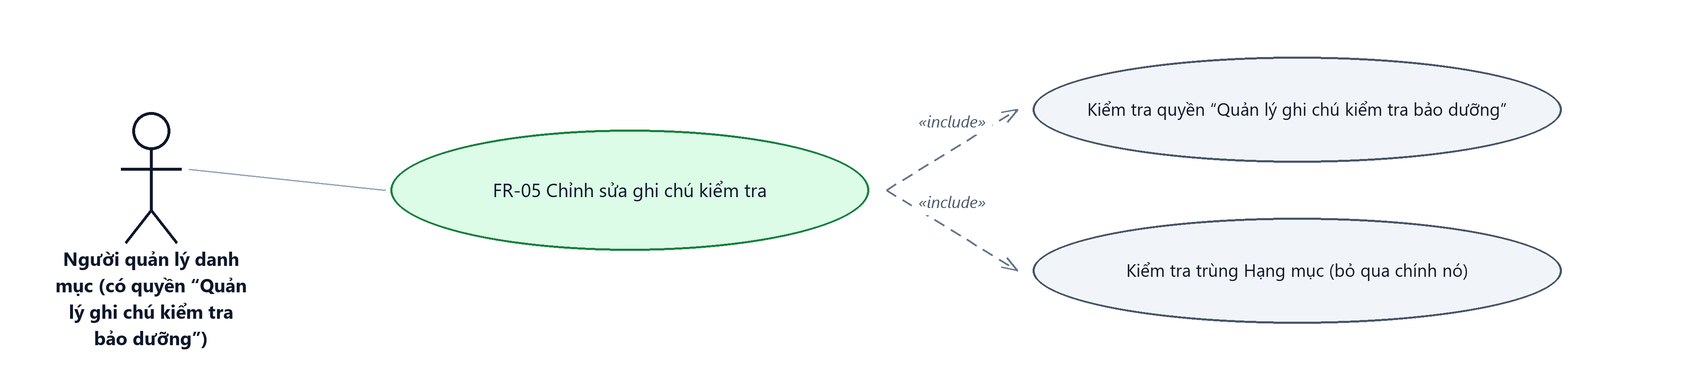 Người quản lý danh
mục (có quyền “Quản
lý ghi chú kiểm tra
bảo dưỡng”)
FR-05 Chỉnh sửa ghi chú kiểm tra
«include»
«include»
Kiểm tra quyền “Quản lý ghi chú kiểm tra bảo dưỡng”
Kiểm tra trùng Hạng mục (bỏ qua chính nó)